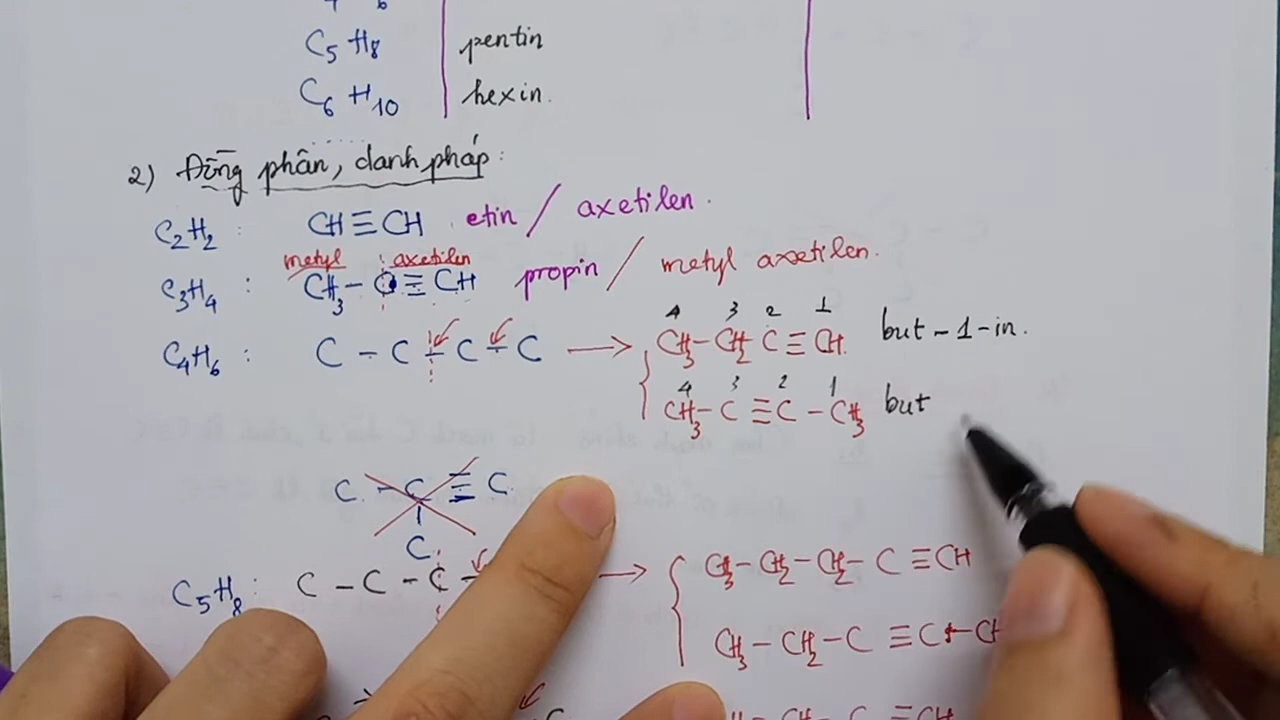 C5H8 pentin
C6H10 hexin.
2) Đồng phân, danh pháp:
C2H2 : CH≡CH etin / axetilen.
metyl axetilen
C3H4 : CH3-C≡CH propin / metyl axetilen.
4 3 2 1
C4H6 : C - C - C - C → CH3-CH2 C≡CH but-1-in.
4 3 2 1
CH3-C≡C-CH3 but
C - C ≡ C
C
C5H8: C - C - C - → CH3-CH2-CH2-C≡CH
CH3-CH2-C≡C-CH